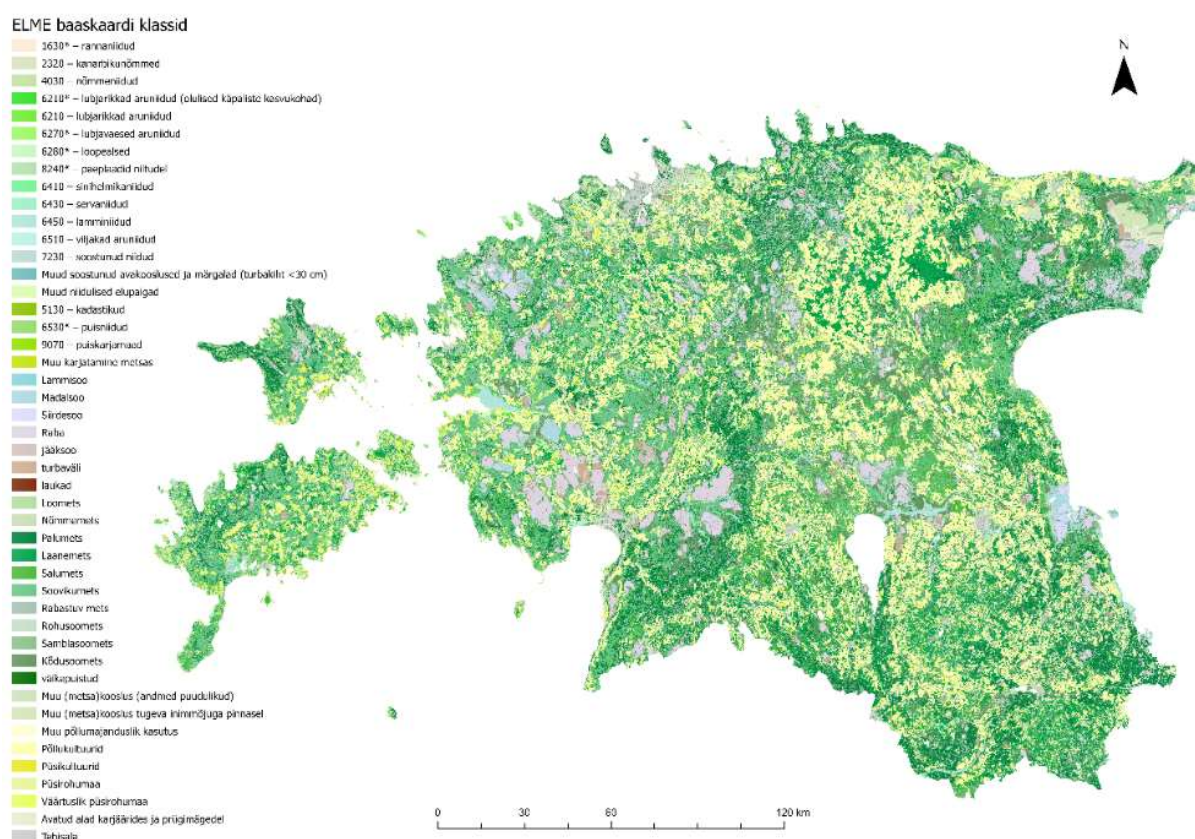 ELME baaskaardi klassid
1630* – rannaniidud
2320 – kanarbikunõmmed
4030 – nõmmeniidud
6210* – lubjarikkad aruniidud (olulised käpaliste kasvukohad)
6210 – lubjarikkad aruniidud
6270* – lubjavaesed aruniidud
6280* – loopealsed
8240* – paeplaadid niitudel
6410 – sinihelmikaniidud
6430 – servaniidud
6450 – lamminiidud
6510 – viljakad aruniidud
7230 – soostunud niidud
Muud soostunud avakooslused ja märgalad (turbakiht <30 cm)
Muud niidulised elupaigad
5130 – kadastikud
6530* – puisniidud
9070 – puiskarjamaad
Muu karjatamine metsas
Lammisoo
Madalsoo
Siirdesoo
Raba
jääksoo
turbaväli
laukad
Loomets
Nõmmemets
Palumets
Laanemets
Salumets
Soovikumets
Rabastuv mets
Rohusoomets
Samblasoomets
Kõdusoomets
väikepuistud
Muu (metsa)kooslus (andmed puudulikud)
Muu (metsa)kooslus tugeva inimmõjuga pinnasel
Muu põllumajanduslik kasutus
Põllukultuurid
Püsikultuurid
Püsirohumaa
Väärtuslik püsirohumaa
Avatud alad karjäärides ja prügimägedel
Tehisala
N
0 30 60 120 km